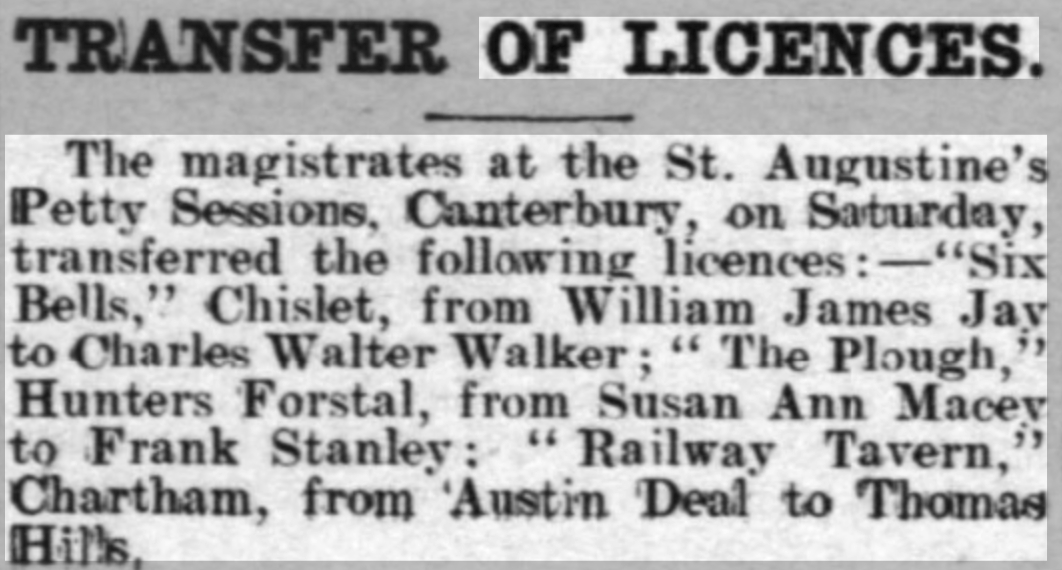 TRANSFER OF LICENCES.
The magistrates at the St. Augustine's
Petty Sessions, Canterbury, on Saturday,
transferred the following licences:—"Six
Bells," Chislet, from William James Jay
to Charles Walter Walker; "The Plough,"
Hunters Forstal, from Susan Ann Macey
to Frank Stanley; "Railway Tavern,"
Chartham, from Austin Deal to Thomas
Hills.